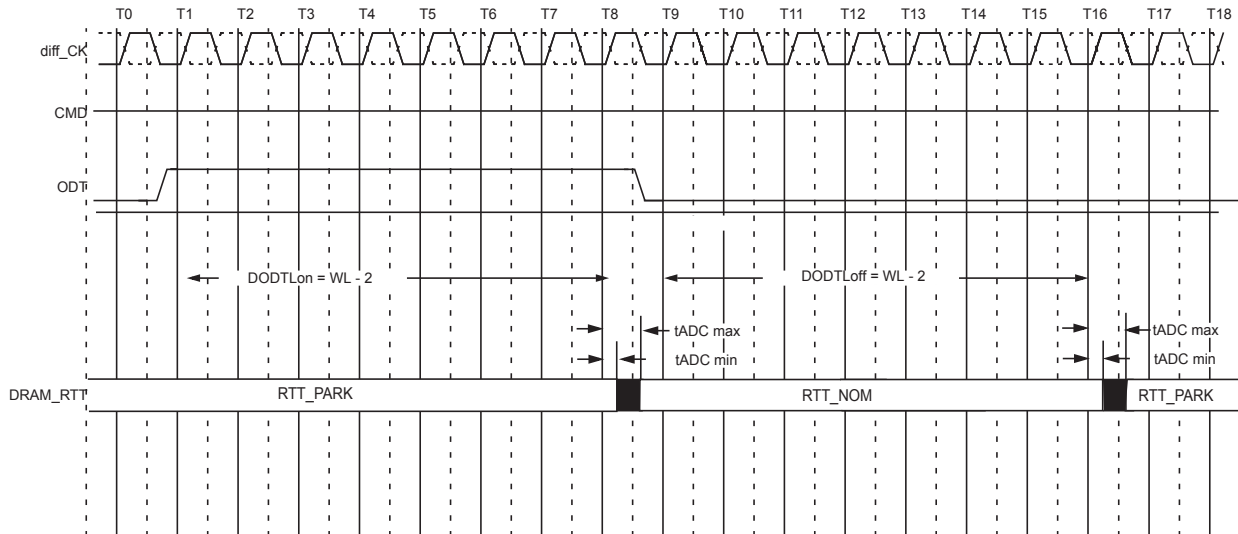 T0 T1 T2 T3 T4 T5 T6 T7 T8 T9 T10 T11 T12 T13 T14 T15 T16 T17 T18
diff_CK
CMD
ODT
DODTLon = WL - 2
DODTLoff = WL - 2
tADC max
tADC max
tADC min
tADC min
DRAM_RTT
RTT_PARK
RTT_NOM
RTT_PARK